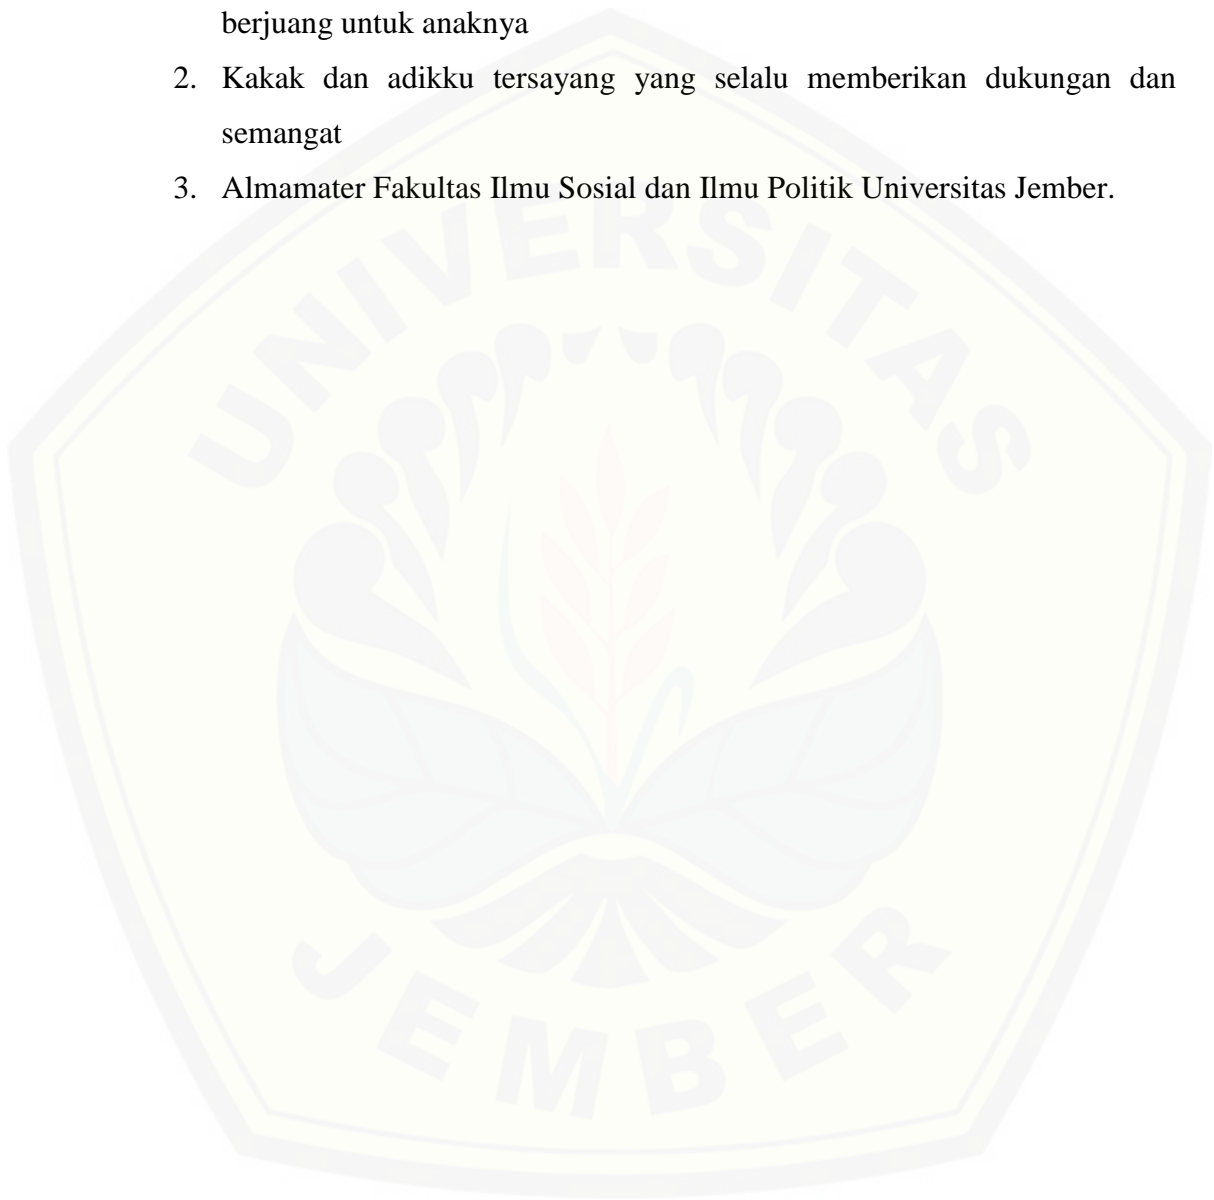 berjuang untuk anaknya
2. Kakak dan adikku tersayang yang selalu memberikan dukungan dan
semangat
3. Almamater Fakultas Ilmu Sosial dan Ilmu Politik Universitas Jember.
UNIVERSITAS
JEMBER